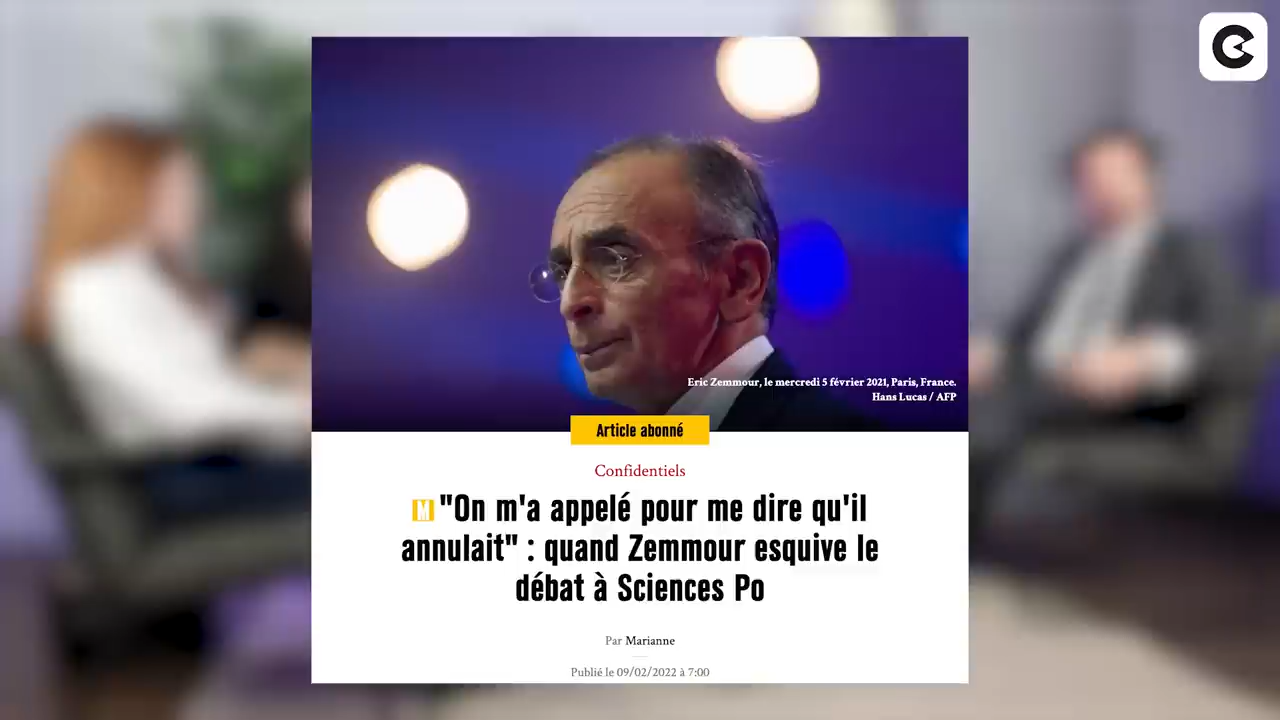 Eric Zemmour, le mercredi 5 février 2021, Paris, France.
Hans Lucas / AFP
Article abonné
Confidentiels
M "On m'a appelé pour me dire qu'il
annulait" : quand Zemmour esquive le
débat à Sciences Po
Par Marianne
Publié le 09/02/2022 à 7:00